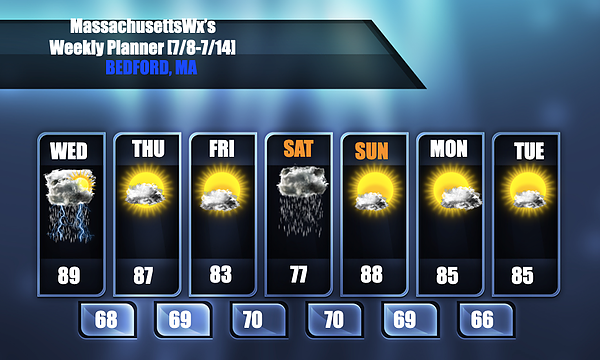 MassachusettsWx's
Weekly Planner [7/8-7/14]
BEDFORD, MA
WED THU FRI SAT SUN MON TUE
89 87 83 77 88 85 85
68 69 70 70 69 66